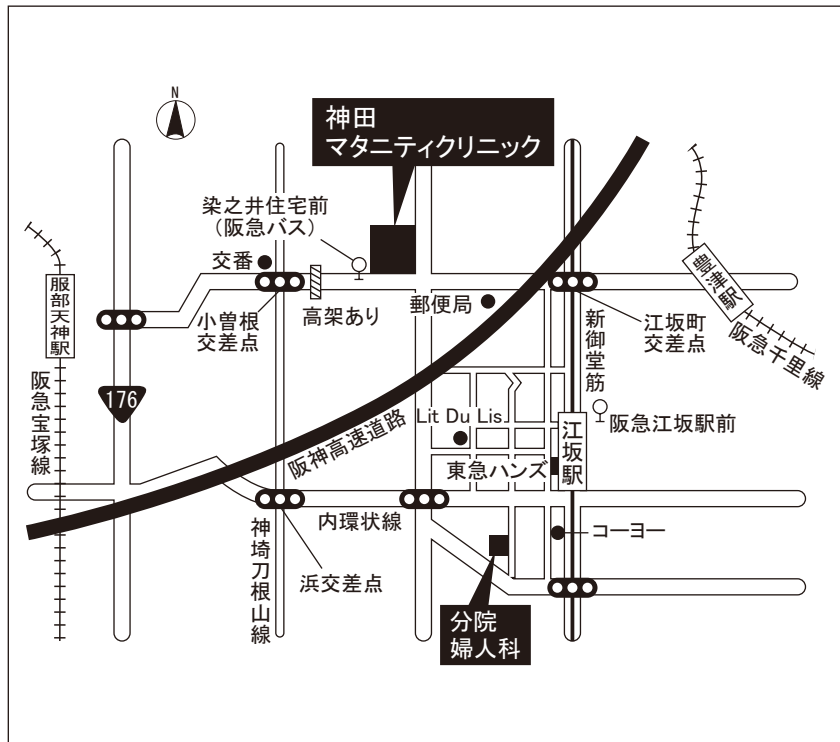 N
神田
マタニティクリニック
染之井住宅前
（阪急バス）
交番
服部天神駅
小曽根
交差点
高架あり
郵便局
江坂町
交差点
豊津駅
阪急千里線
新御堂筋
176
阪急宝塚線
阪神高速道路
Lit Du Lis
江坂駅
阪急江坂駅前
東急ハンズ
内環状線
コーヨー
神埼刀根山線
浜交差点
分院
婦人科